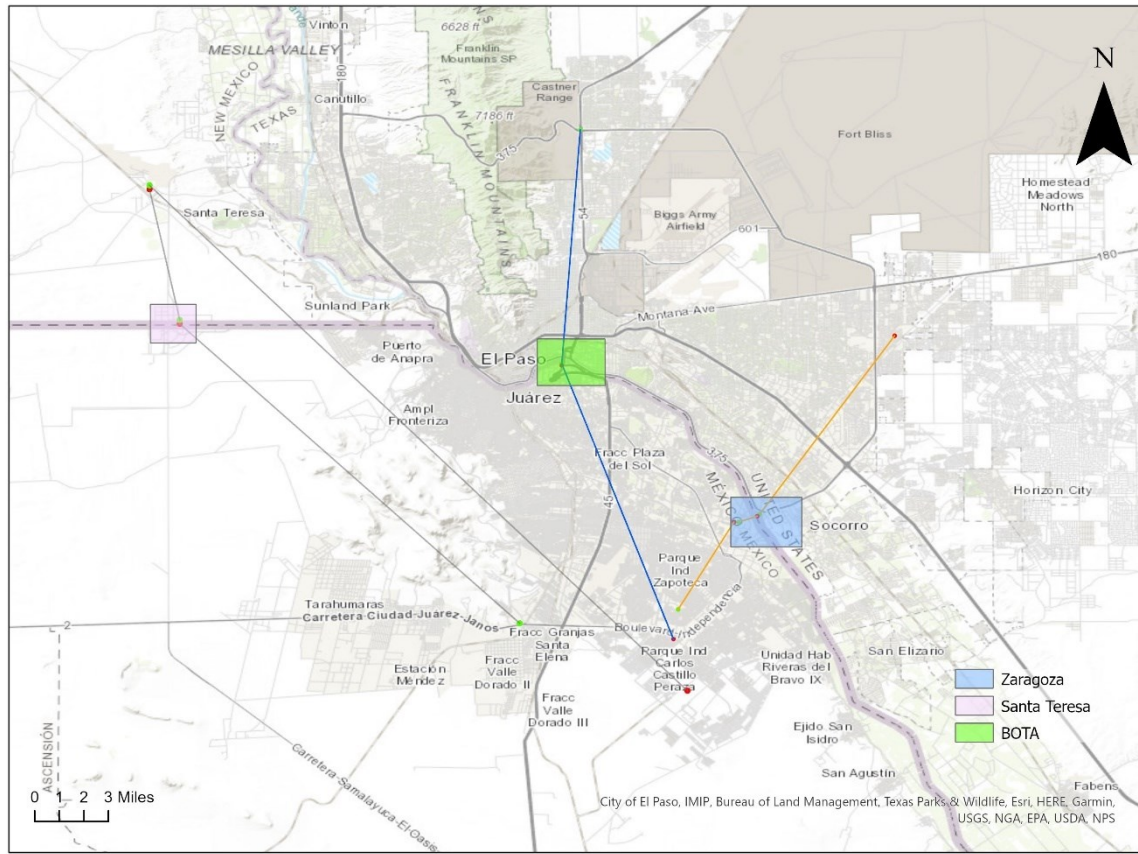 Vinton
6628 ft
MESILLA VALLEY
Franklin
Mountains SP
N
180
NEW MEXICO
TEXAS
Canutillo
Castner
Range
7186 ft
375
FRANKLIN MOUNTAINS
Fort Bliss
Homestead
Meadows
North
Santa Teresa
54
Biggs Army
Airfield
601
180
Sunland Park
Montana Ave
Puerto
de Anapra
El Paso
Juárez
Ampl
Fronteriza
Fracc Plaza
del Sol
375
45
UNITED STATES
MÉXICO
MEXICO
Horizon City
Socorro
Parque
Ind
Zapoteca
Tarahumaras
Carretera-Ciudad-Juárez-Janos
2
2
Boulevard-Independencia
Fracc Granjas
Santa
Elena
Parque Ind
Carlos
Castillo
Peraza
Estación
Méndez
Fracc
Valle
Dorado II
Unidad Hab
Riveras del
Bravo IX
San Elizario
Fracc
Valle
Dorado III
Zaragoza
Santa Teresa
BOTA
Ejido San
Isidro
ASCENSIÓN
Carretera-Samalayuca-El-Oasis
San Agustín
Fabens
0 1 2 3 Miles
City of El Paso, IMIP, Bureau of Land Management, Texas Parks & Wildlife, Esri, HERE, Garmin,
USGS, NGA, EPA, USDA, NPS